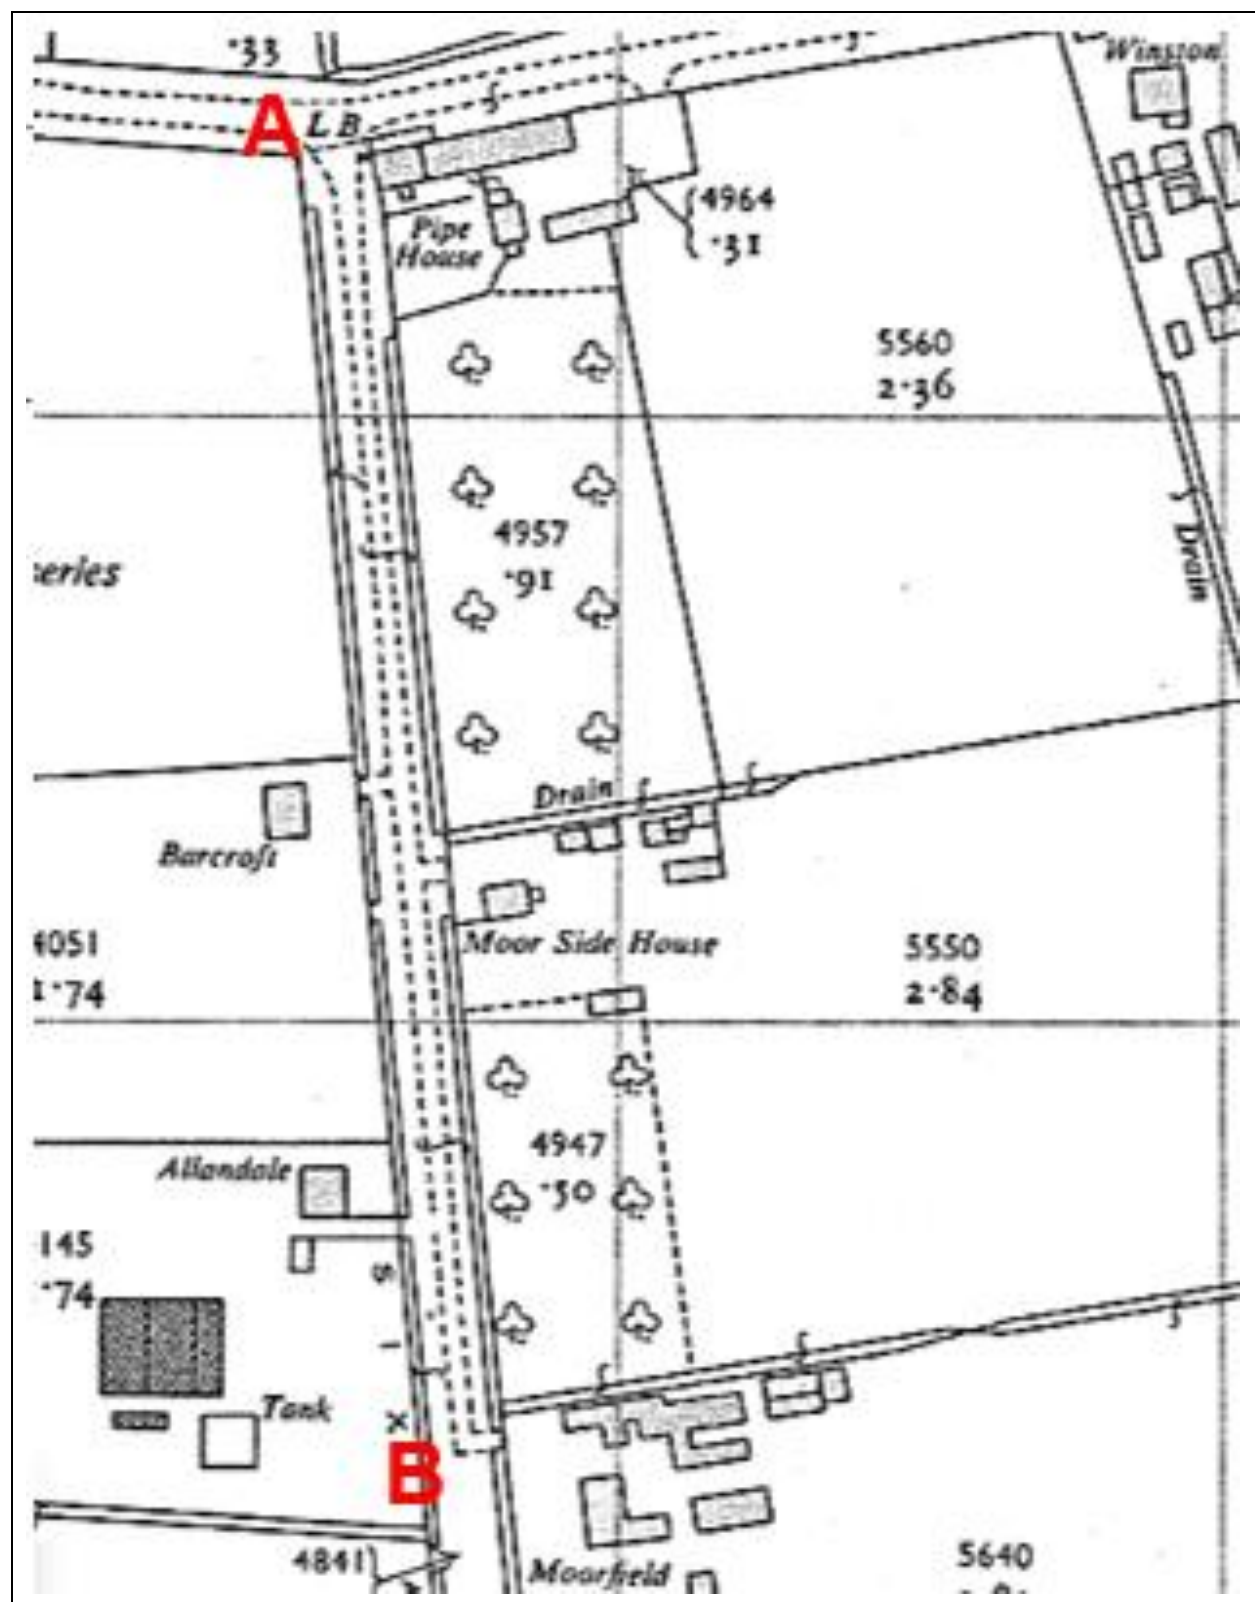 ·33
Winston
A
L B
4964
·31
Pipe
House
5560
2·36
4957
·91
Drain
eries
Drain
Barcroft
Moor Side House
4051
1·74
5550
2·84
4947
·50
Allandale
145
·74
S
I
Tank
X
B
4841
Moorfield
5640